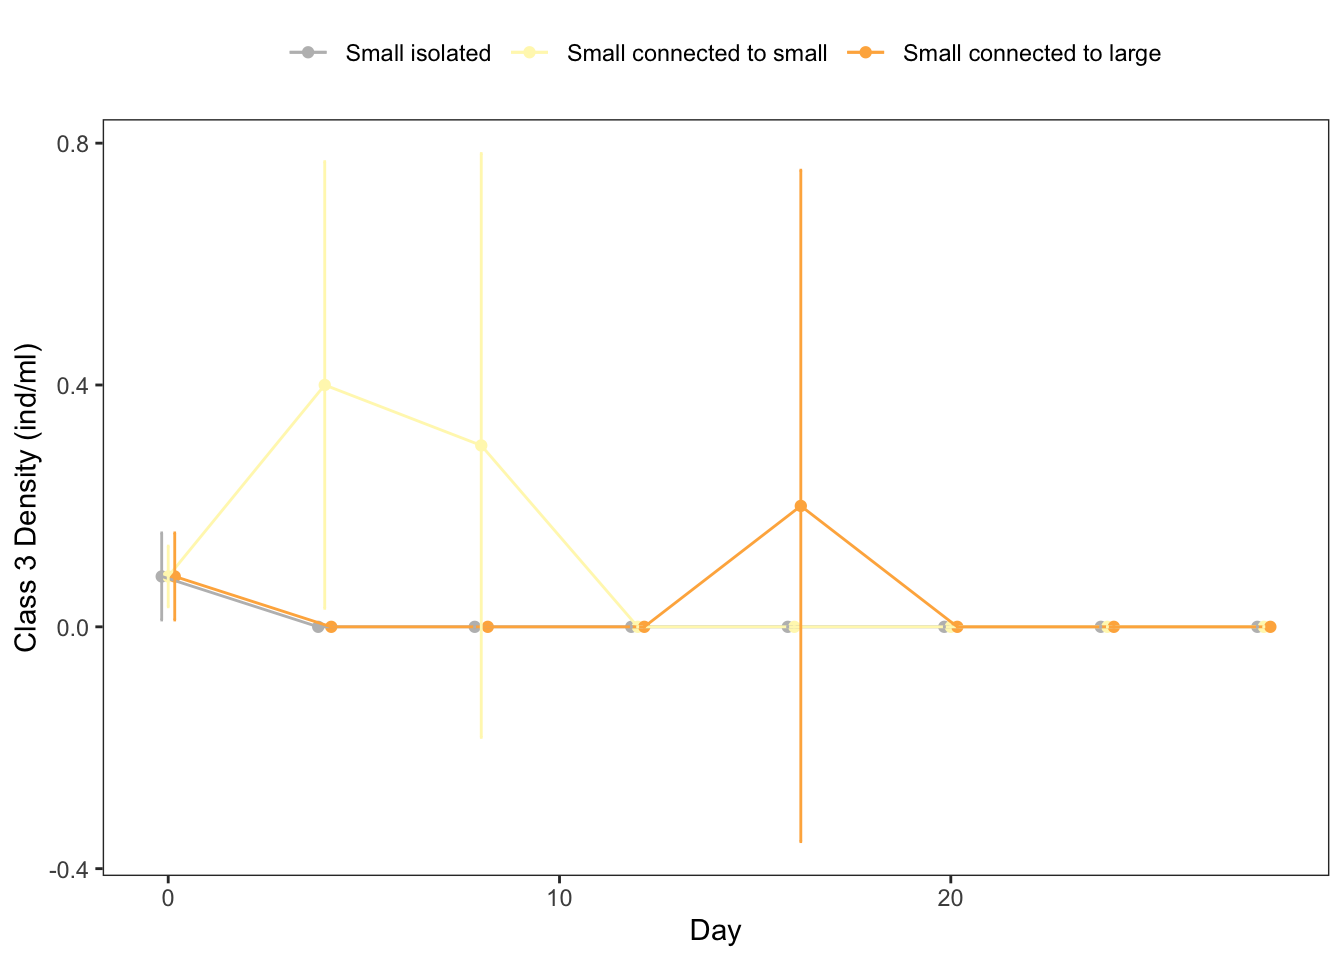 Small isolated Small connected to small Small connected to large
0.8
0.4
0.0
-0.4
Class 3 Density (ind/ml)
0 10 20
Day